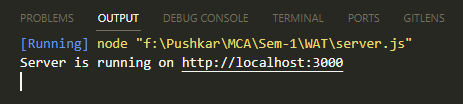 PROBLEMS OUTPUT DEBUG CONSOLE TERMINAL PORTS GITLENS
[Running] node "f:\Pushkar\MCA\Sem-1\WAT\server.js"
Server is running on http://localhost:3000